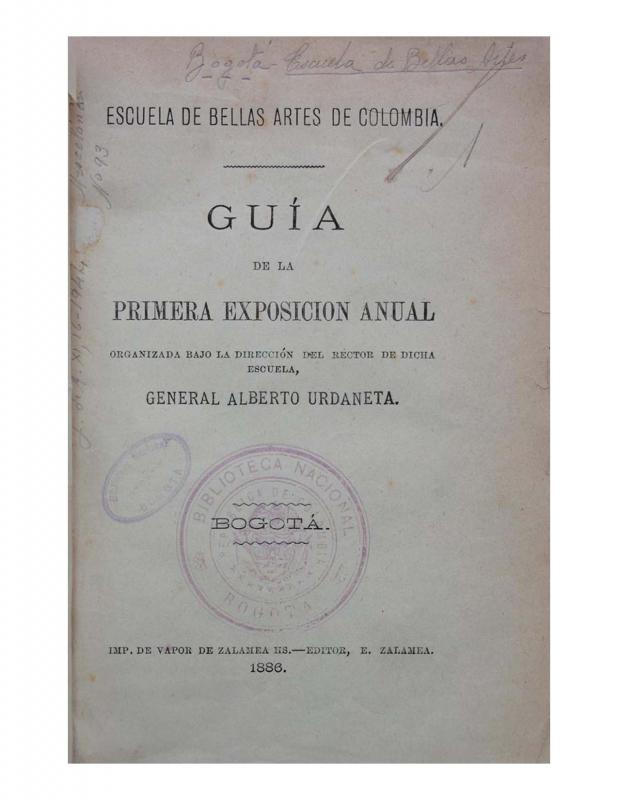 Bogotá - Escuela de Bellas Artes
ESCUELA DE BELLAS ARTES DE COLOMBIA.
GUÍA
DE LA
PRIMERA EXPOSICION ANUAL
ORGANIZADA BAJO LA DIRECCIÓN DEL RECTOR DE DICHA
ESCUELA,
GENERAL ALBERTO URDANETA.
BIBLIOTECA NACIONAL
BOGOTÁ.
BOGOTA
IMP. DE VAPOR DE ZALAMEA HS.—EDITOR, E. ZALAMEA.
1886.
Nº 93